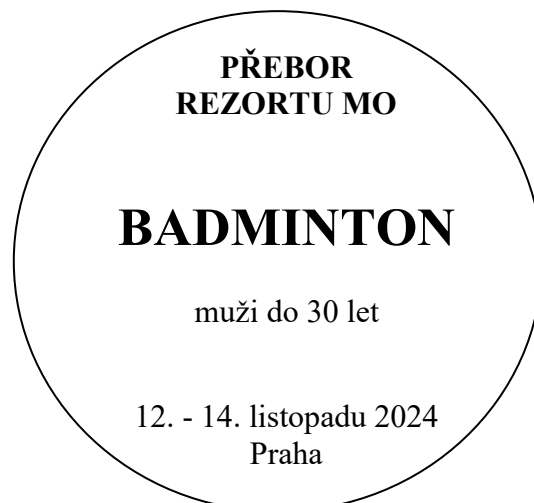 PŘEBOR
REZORTU MO
BADMINTON
muži do 30 let
12. - 14. listopadu 2024
Praha